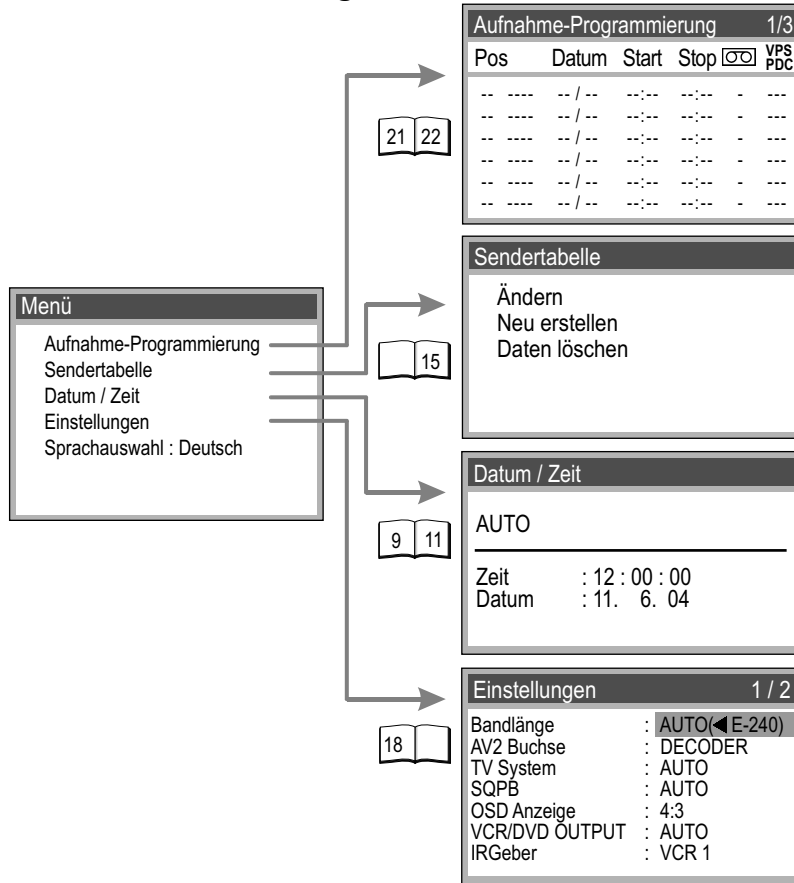 Aufnahme-Programmierung 1/3
Pos Datum Start Stop VPS PDC
-- ---- -- / -- --:-- --:-- - ---
-- ---- -- / -- --:-- --:-- - ---
-- ---- -- / -- --:-- --:-- - ---
-- ---- -- / -- --:-- --:-- - ---
-- ---- -- / -- --:-- --:-- - ---
-- ---- -- / -- --:-- --:-- - ---
21 22
Sendertabelle
Ändern
Neu erstellen
Daten löschen
15
Menü
Aufnahme-Programmierung
Sendertabelle
Datum / Zeit
Einstellungen
Sprachauswahl : Deutsch
Datum / Zeit
AUTO
Zeit : 12 : 00 : 00
Datum : 11. 6. 04
9 11
Einstellungen 1 / 2
Bandlänge : AUTO(◀E-240)
AV2 Buchse : DECODER
TV System : AUTO
SQPB : AUTO
OSD Anzeige : 4:3
VCR/DVD OUTPUT : AUTO
IRGeber : VCR 1
18